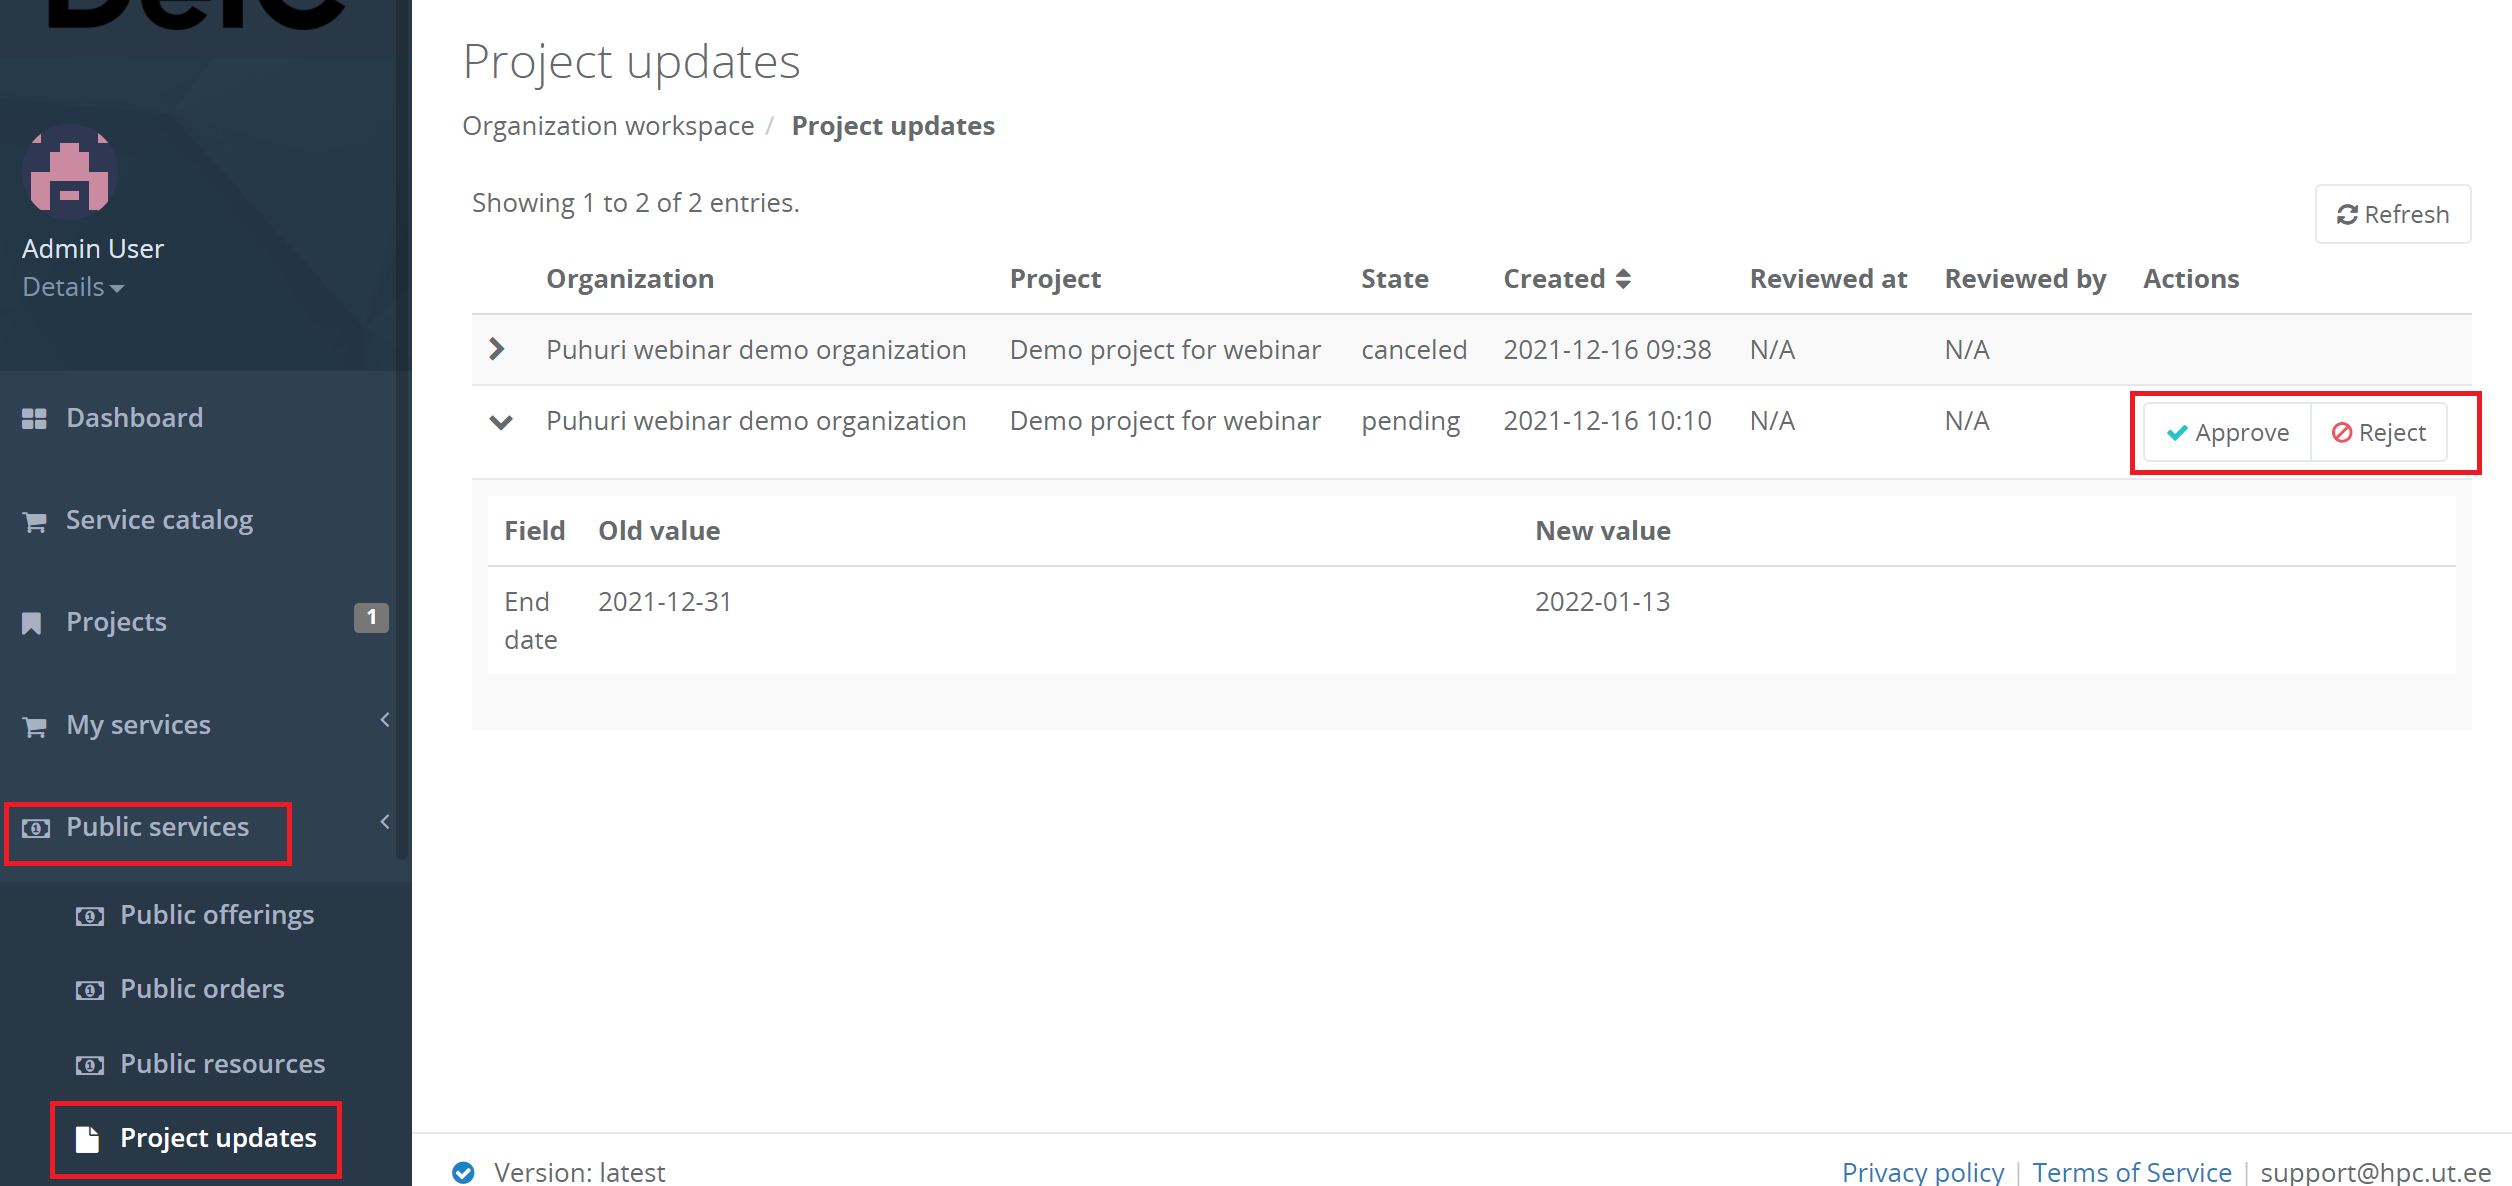 Admin User
Details
Dashboard
Service catalog
Projects 1
My services
Public services
Public offerings
Public orders
Public resources
Project updates
Project updates
Organization workspace / Project updates
Showing 1 to 2 of 2 entries.
Refresh
Organization Project State Created Reviewed at Reviewed by Actions
Puhuri webinar demo organization Demo project for webinar canceled 2021-12-16 09:38 N/A N/A
Puhuri webinar demo organization Demo project for webinar pending 2021-12-16 10:10 N/A N/A Approve Reject
Field Old value New value
End date 2021-12-31 2022-01-13
Version: latest
Privacy policy | Terms of Service | support@hpc.ut.ee